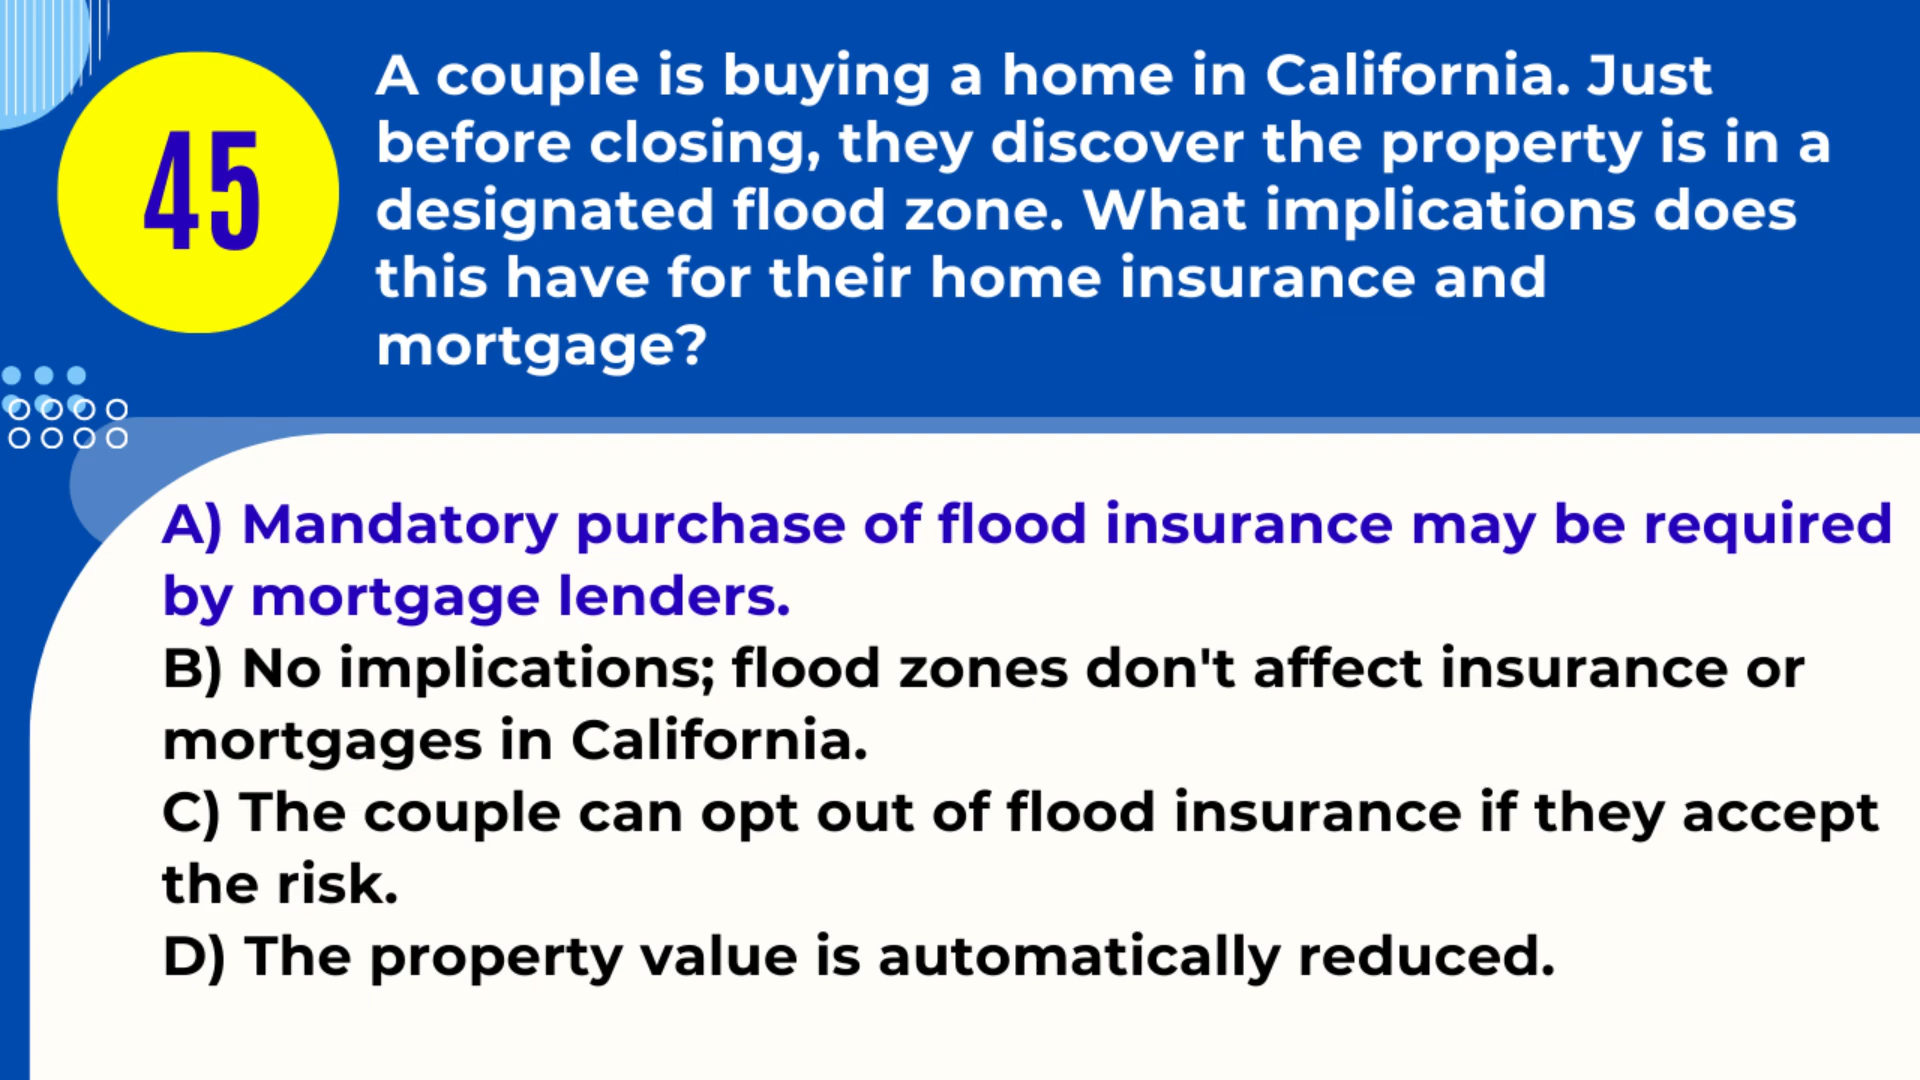 45
A couple is buying a home in California. Just
before closing, they discover the property is in a
designated flood zone. What implications does
this have for their home insurance and
mortgage?
A) Mandatory purchase of flood insurance may be required
by mortgage lenders.
B) No implications; flood zones don't affect insurance or
mortgages in California.
C) The couple can opt out of flood insurance if they accept
the risk.
D) The property value is automatically reduced.